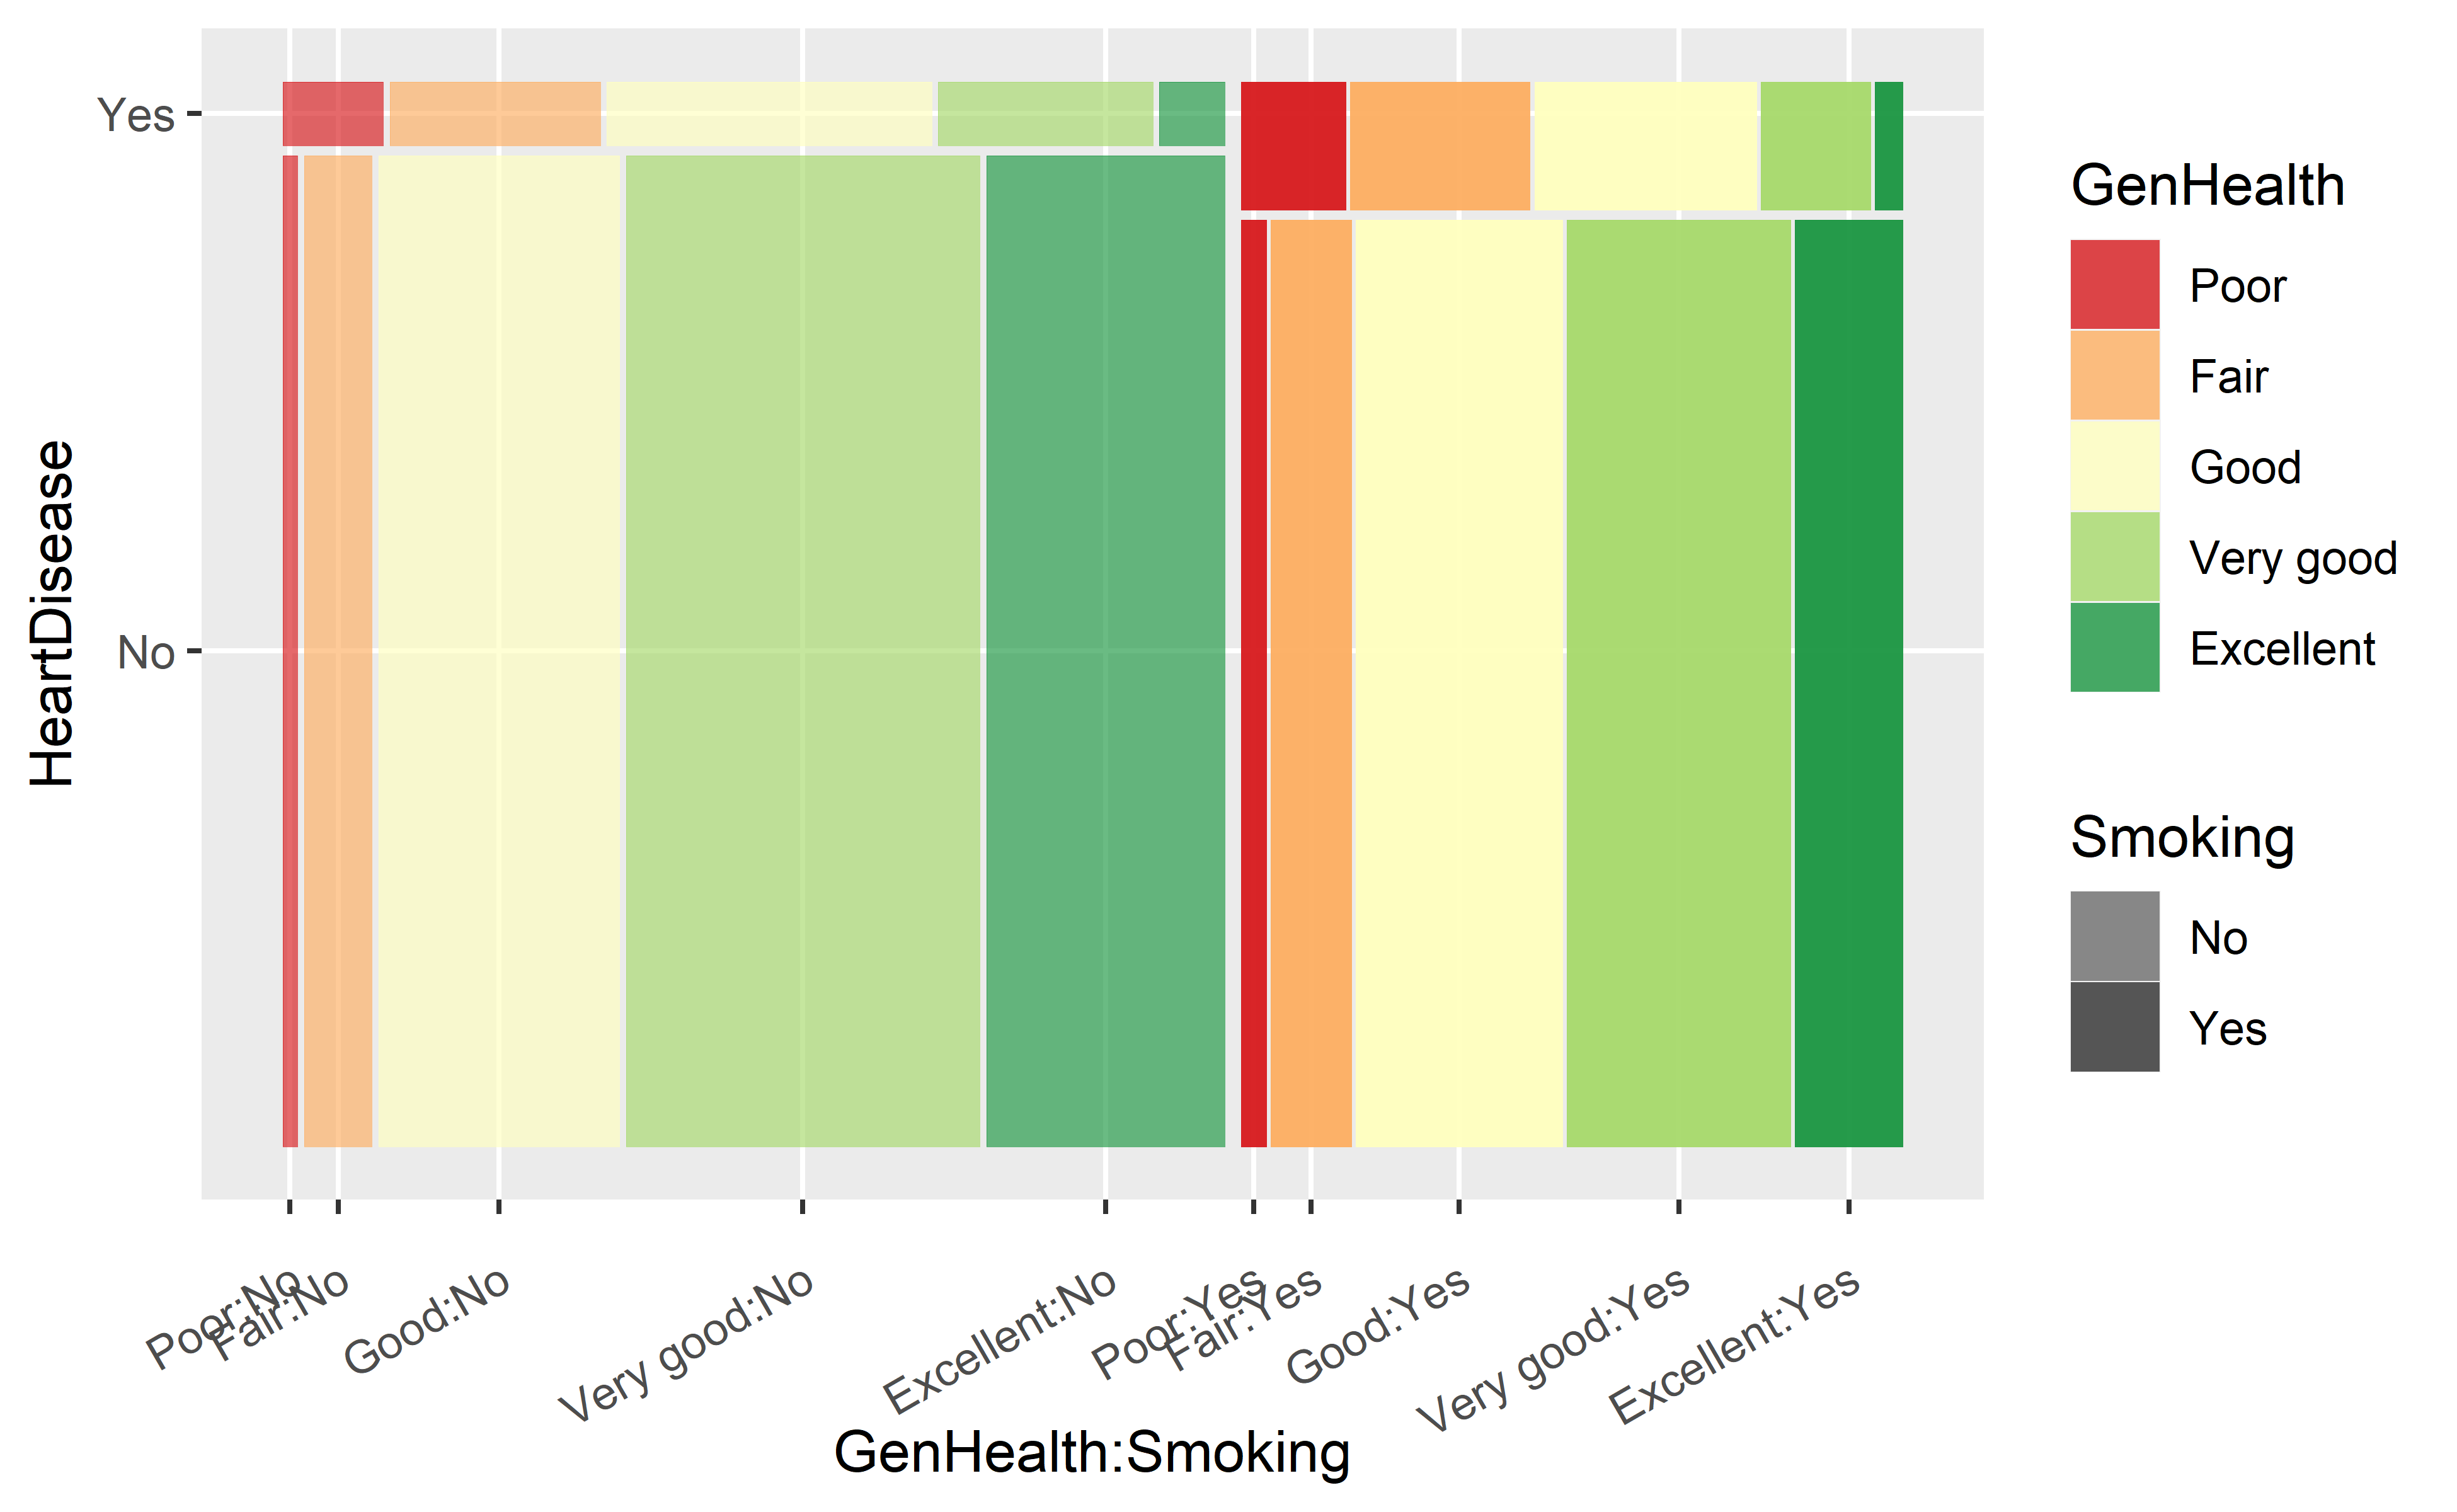 HeartDisease
Yes
No
Poor:No
Fair:No
Good:No
Very good:No
Excellent:No
Poor:Yes
Fair:Yes
Good:Yes
Very good:Yes
Excellent:Yes
GenHealth:Smoking
GenHealth
Poor
Fair
Good
Very good
Excellent
Smoking
No
Yes